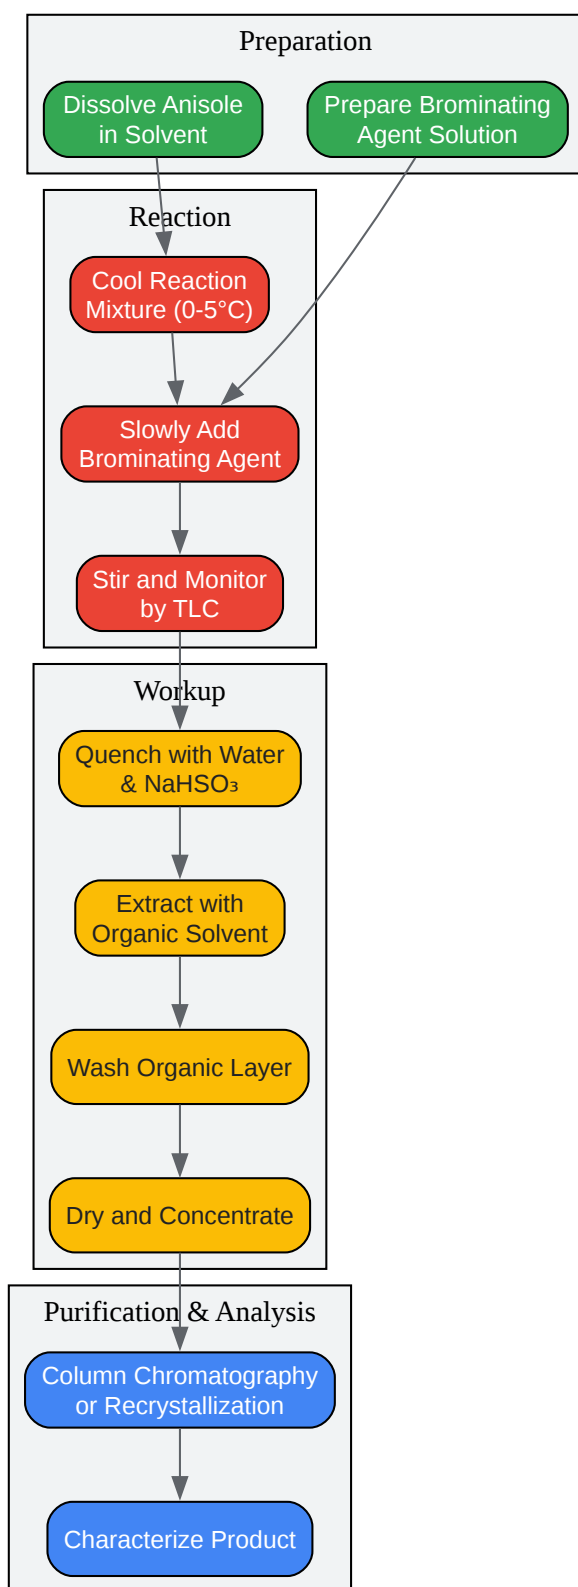 Preparation
Dissolve Anisole
in Solvent
Prepare Brominating
Agent Solution
Reaction
Cool Reaction
Mixture (0-5°C)
Slowly Add
Brominating Agent
Stir and Monitor
by TLC
Workup
Quench with Water
& NaHSO₃
Extract with
Organic Solvent
Wash Organic Layer
Dry and Concentrate
Purification & Analysis
Column Chromatography
or Recrystallization
Characterize Product